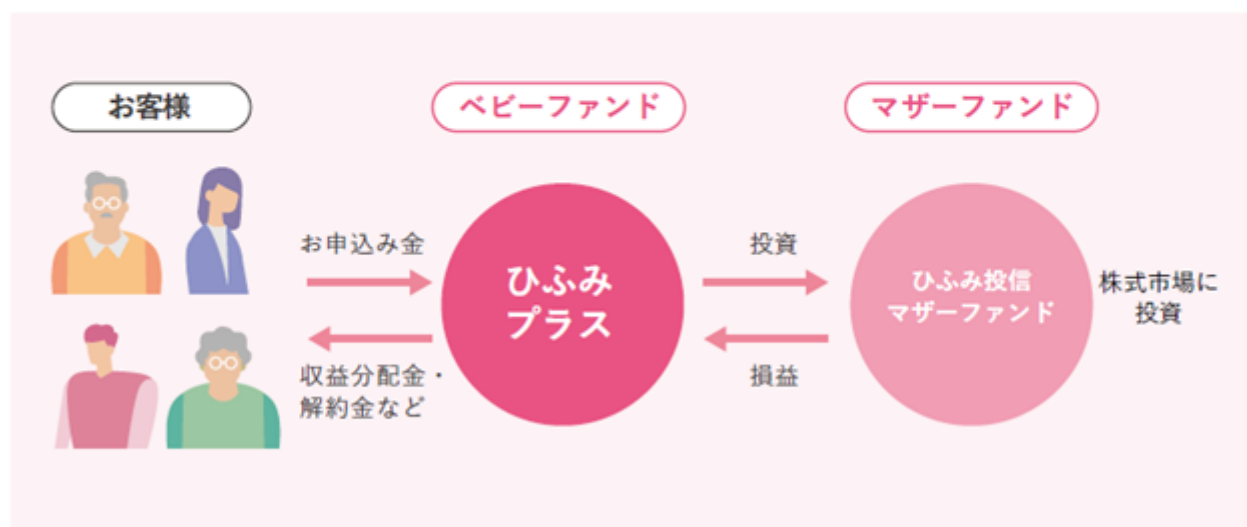 お客様
ベビーファンド
マザーファンド
お申込み金
ひふみ
プラス
収益分配金・
解約金など
投資
損益
ひふみ投信
マザーファンド
株式市場に
投資